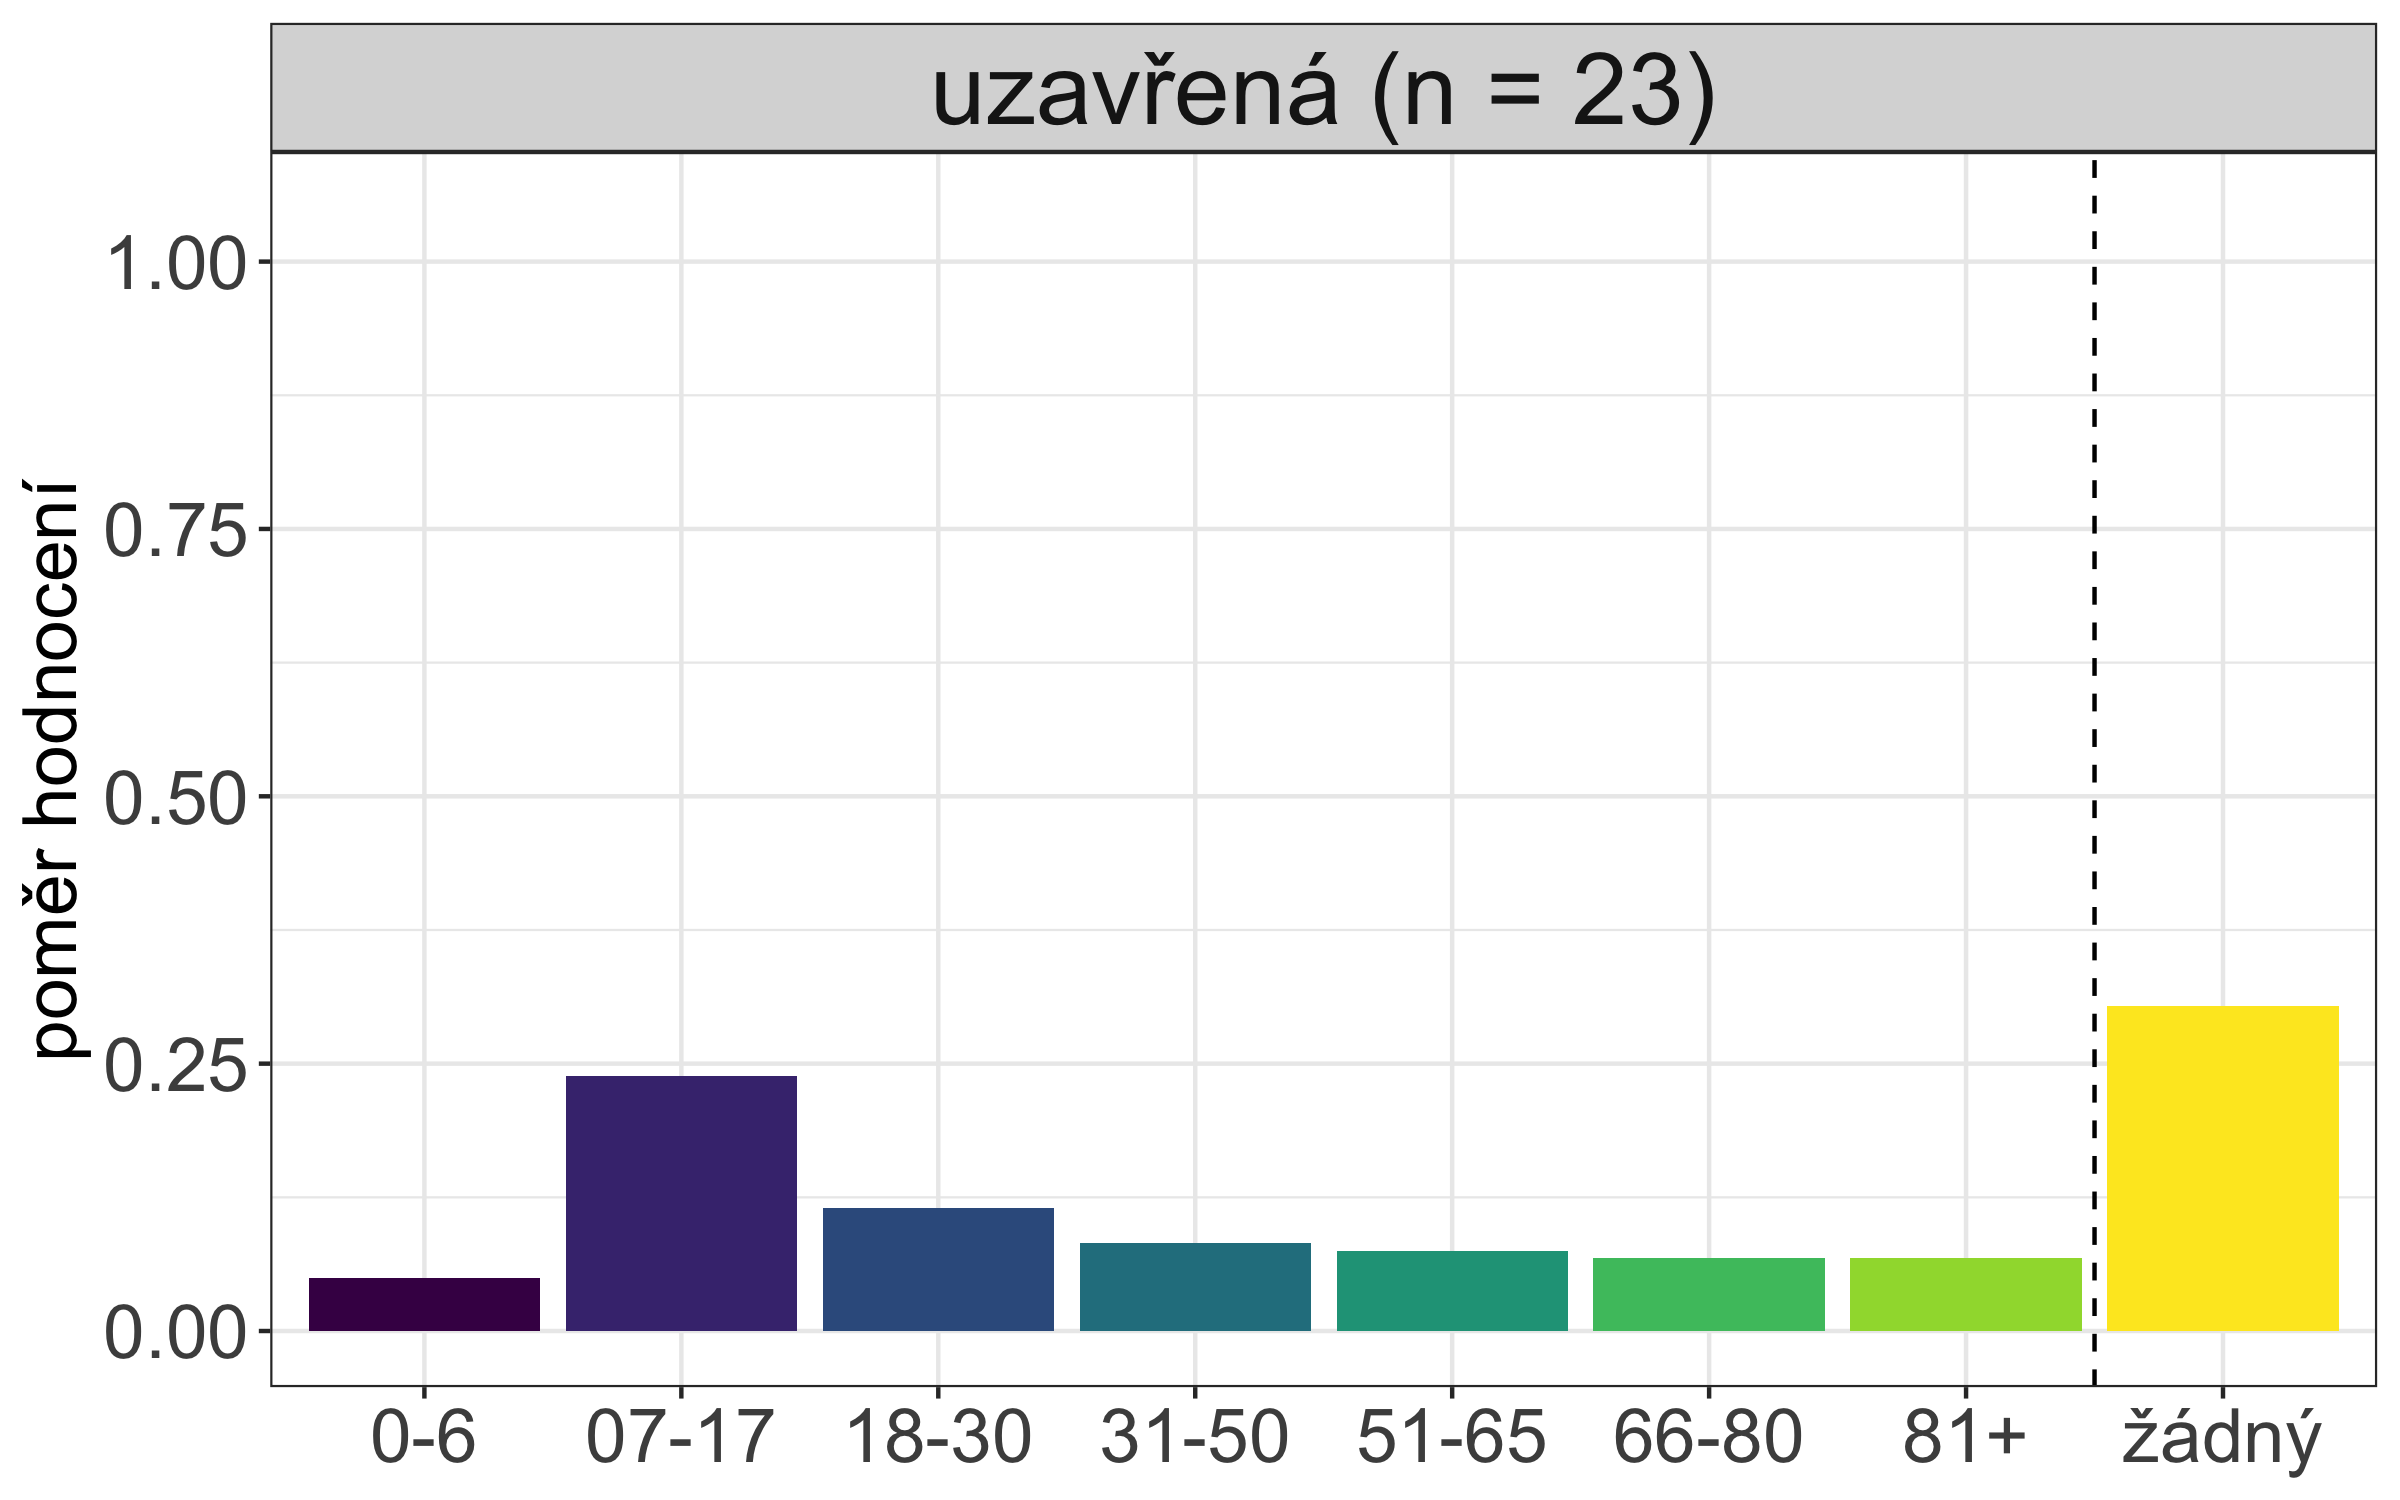 uzavřená (n = 23)
poměr hodnocení
1.00
0.75
0.50
0.25
0.00
0-6 07-17 18-30 31-50 51-65 66-80 81+ žádný